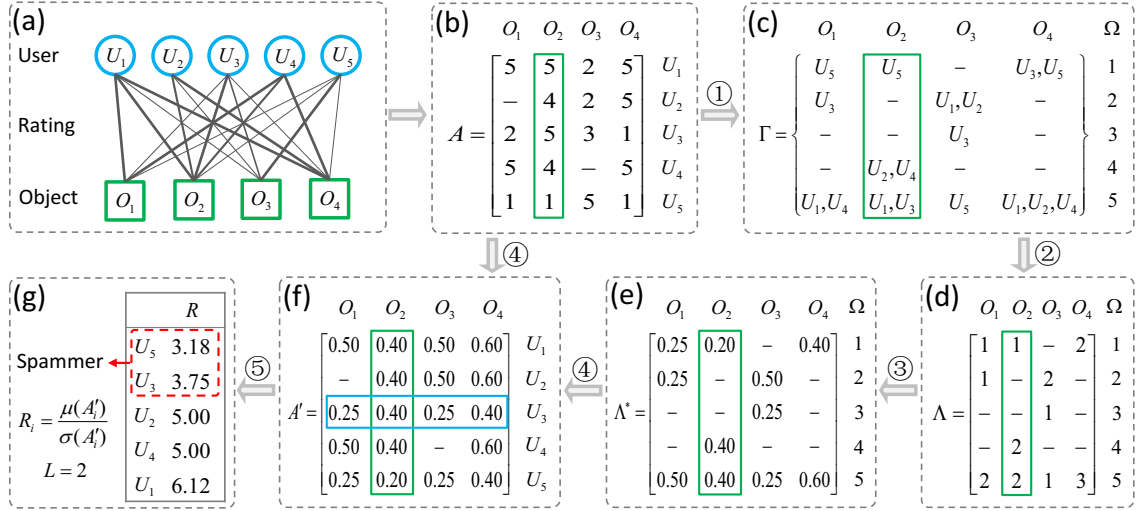 (a)
User U₁ U₂ U₃ U₄ U₅
Rating
Object O₁ O₂ O₃ O₄
(b)
O₁ O₂ O₃ O₄
5 5 2 5 U₁
– 4 2 5 U₂
A = 2 5 3 1 U₃
5 4 – 5 U₄
1 1 5 1 U₅
①
(c)
O₁ O₂ O₃ O₄ Ω
U₅ U₅ – U₃,U₅ 1
U₃ – U₁,U₂ – 2
Γ = – – U₃ – 3
– U₂,U₄ – – 4
U₁,U₄ U₁,U₃ U₅ U₁,U₂,U₄ 5
④
②
(g)
R
U₅ 3.18
Spammer
U₃ 3.75
U₂ 5.00
Rᵢ = μ(A′ᵢ) / σ(A′ᵢ)
U₄ 5.00
L = 2
U₁ 6.12
⑤
(f)
O₁ O₂ O₃ O₄
0.50 0.40 0.50 0.60 U₁
– 0.40 0.50 0.60 U₂
A′ = 0.25 0.40 0.25 0.40 U₃
0.50 0.40 – 0.60 U₄
0.25 0.20 0.25 0.40 U₅
④
(e)
O₁ O₂ O₃ O₄ Ω
0.25 0.20 – 0.40 1
0.25 – 0.50 – 2
Λ* = – – 0.25 – 3
– 0.40 – – 4
0.50 0.40 0.25 0.60 5
③
(d)
O₁ O₂ O₃ O₄ Ω
1 1 – 2 1
1 – 2 – 2
Λ = – – 1 – 3
– 2 – – 4
2 2 1 3 5